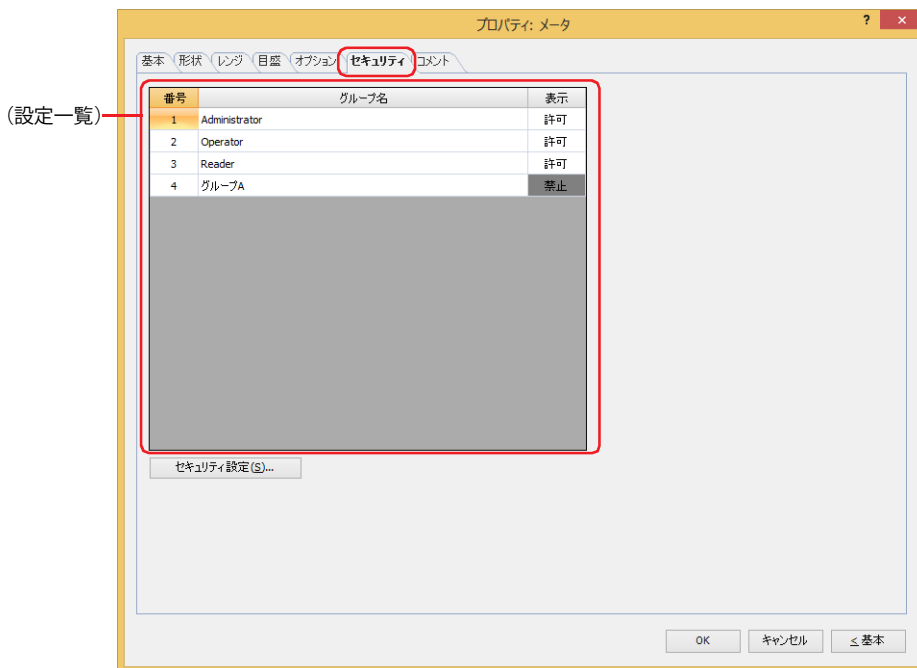 プロパティ: メータ
? ×
基本 形状 レンジ 目盛 オプション セキュリティ コメント
(設定一覧)
番号 グループ名 表示
1 Administrator 許可
2 Operator 許可
3 Reader 許可
4 グループA 禁止
セキュリティ設定(S)...
OK キャンセル ≤ 基本